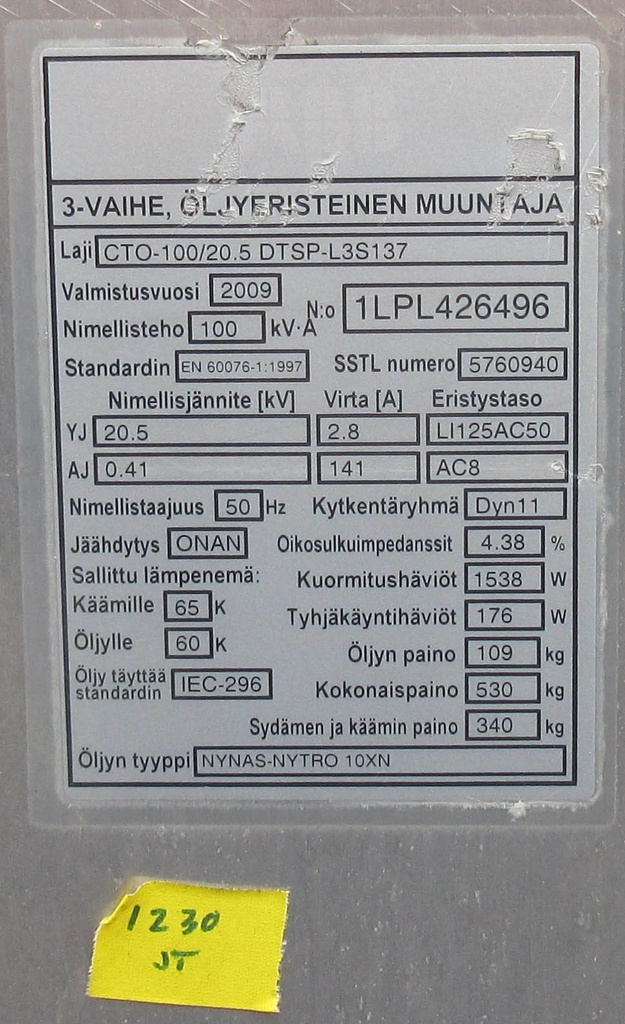 3-VAIHE, ÖLJYERISTEINEN MUUNTAJA
Laji CTO-100/20.5 DTSP-L3S137
Valmistusvuosi 2009 N:o 1LPL426496
Nimellisteho 100 kV·A
Standardin EN 60076-1:1997 SSTL numero 5760940
Nimellisjännite [kV] Virta [A] Eristystaso
YJ 20.5 2.8 LI125AC50
AJ 0.41 141 AC8
Nimellistaajuus 50 Hz Kytkentäryhmä Dyn11
Jäähdytys ONAN Oikosulkuimpedanssit 4.38 %
Sallittu lämpenemä: Kuormitushäviöt 1538 W
Käämille 65 K Tyhjäkäyntihäviöt 176 W
Öljylle 60 K Öljyn paino 109 kg
Öljy täyttää
standardin IEC-296 Kokonaispaino 530 kg
Sydämen ja käämin paino 340 kg
Öljyn tyyppi NYNAS-NYTRO 10XN
1230
JT